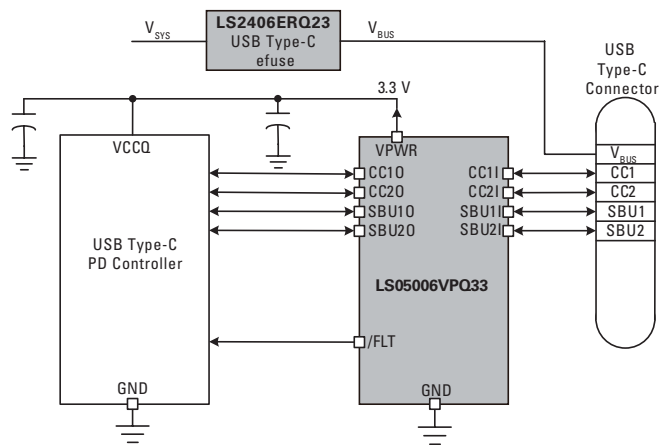 LS2406ERQ23
USB Type-C
efuse
V_SYS
V_BUS
USB
Type-C
Connector
3.3 V
VCCQ
VPWR
V_BUS
CC1O
CC1I
CC1
CC2O
CC2I
CC2
SBU1O
SBU1I
SBU1
SBU2O
SBU2I
SBU2
USB Type-C
PD Controller
LS05006VPQ33
/FLT
GND
GND